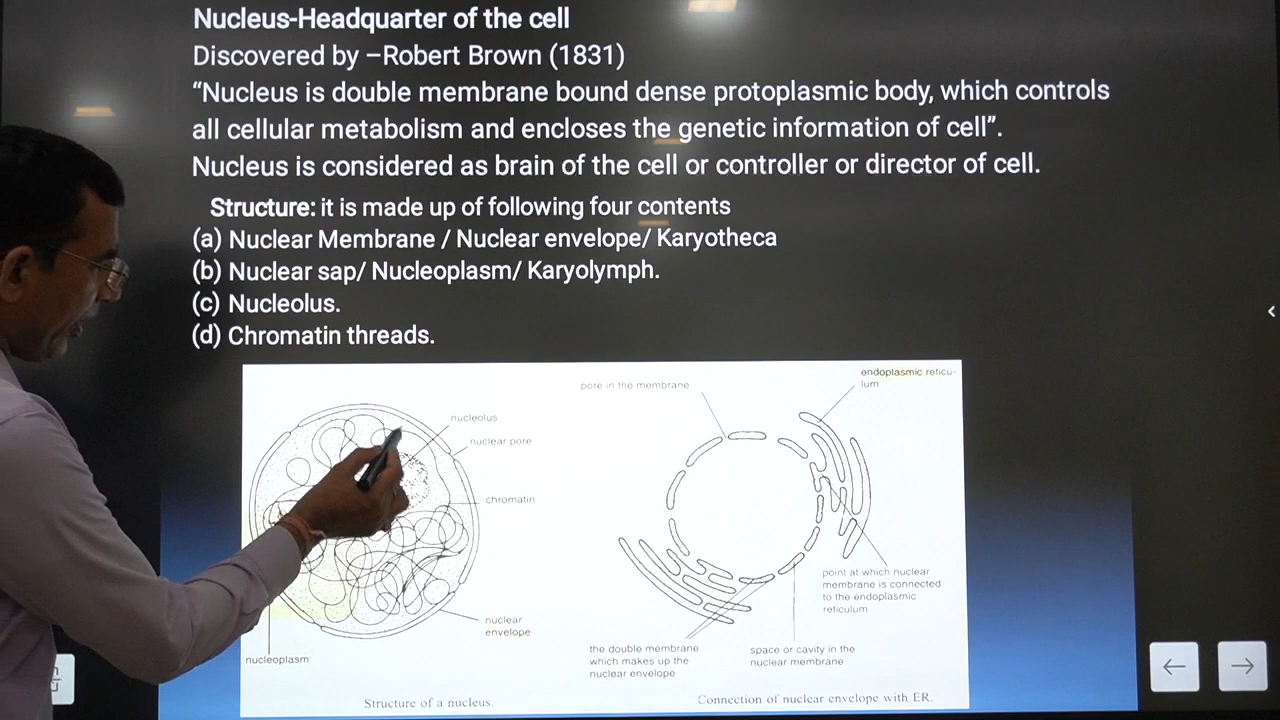 Nucleus-Headquarter of the cell
Discovered by –Robert Brown (1831)
“Nucleus is double membrane bound dense protoplasmic body, which controls
all cellular metabolism and encloses the genetic information of cell”.
Nucleus is considered as brain of the cell or controller or director of cell.
Structure: it is made up of following four contents
(a) Nuclear Membrane / Nuclear envelope/ Karyotheca
(b) Nuclear sap/ Nucleoplasm/ Karyolymph.
(c) Nucleolus.
(d) Chromatin threads.
nucleolus
nuclear pore
chromatin
nuclear
envelope
nucleoplasm
Structure of a nucleus.
pore in the membrane
endoplasmic reticu-
lum
point at which nuclear
membrane is connected
to the endoplasmic
reticulum
the double membrane
which makes up the
nuclear envelope
space or cavity in the
nuclear membrane
Connection of nuclear envelope with ER.